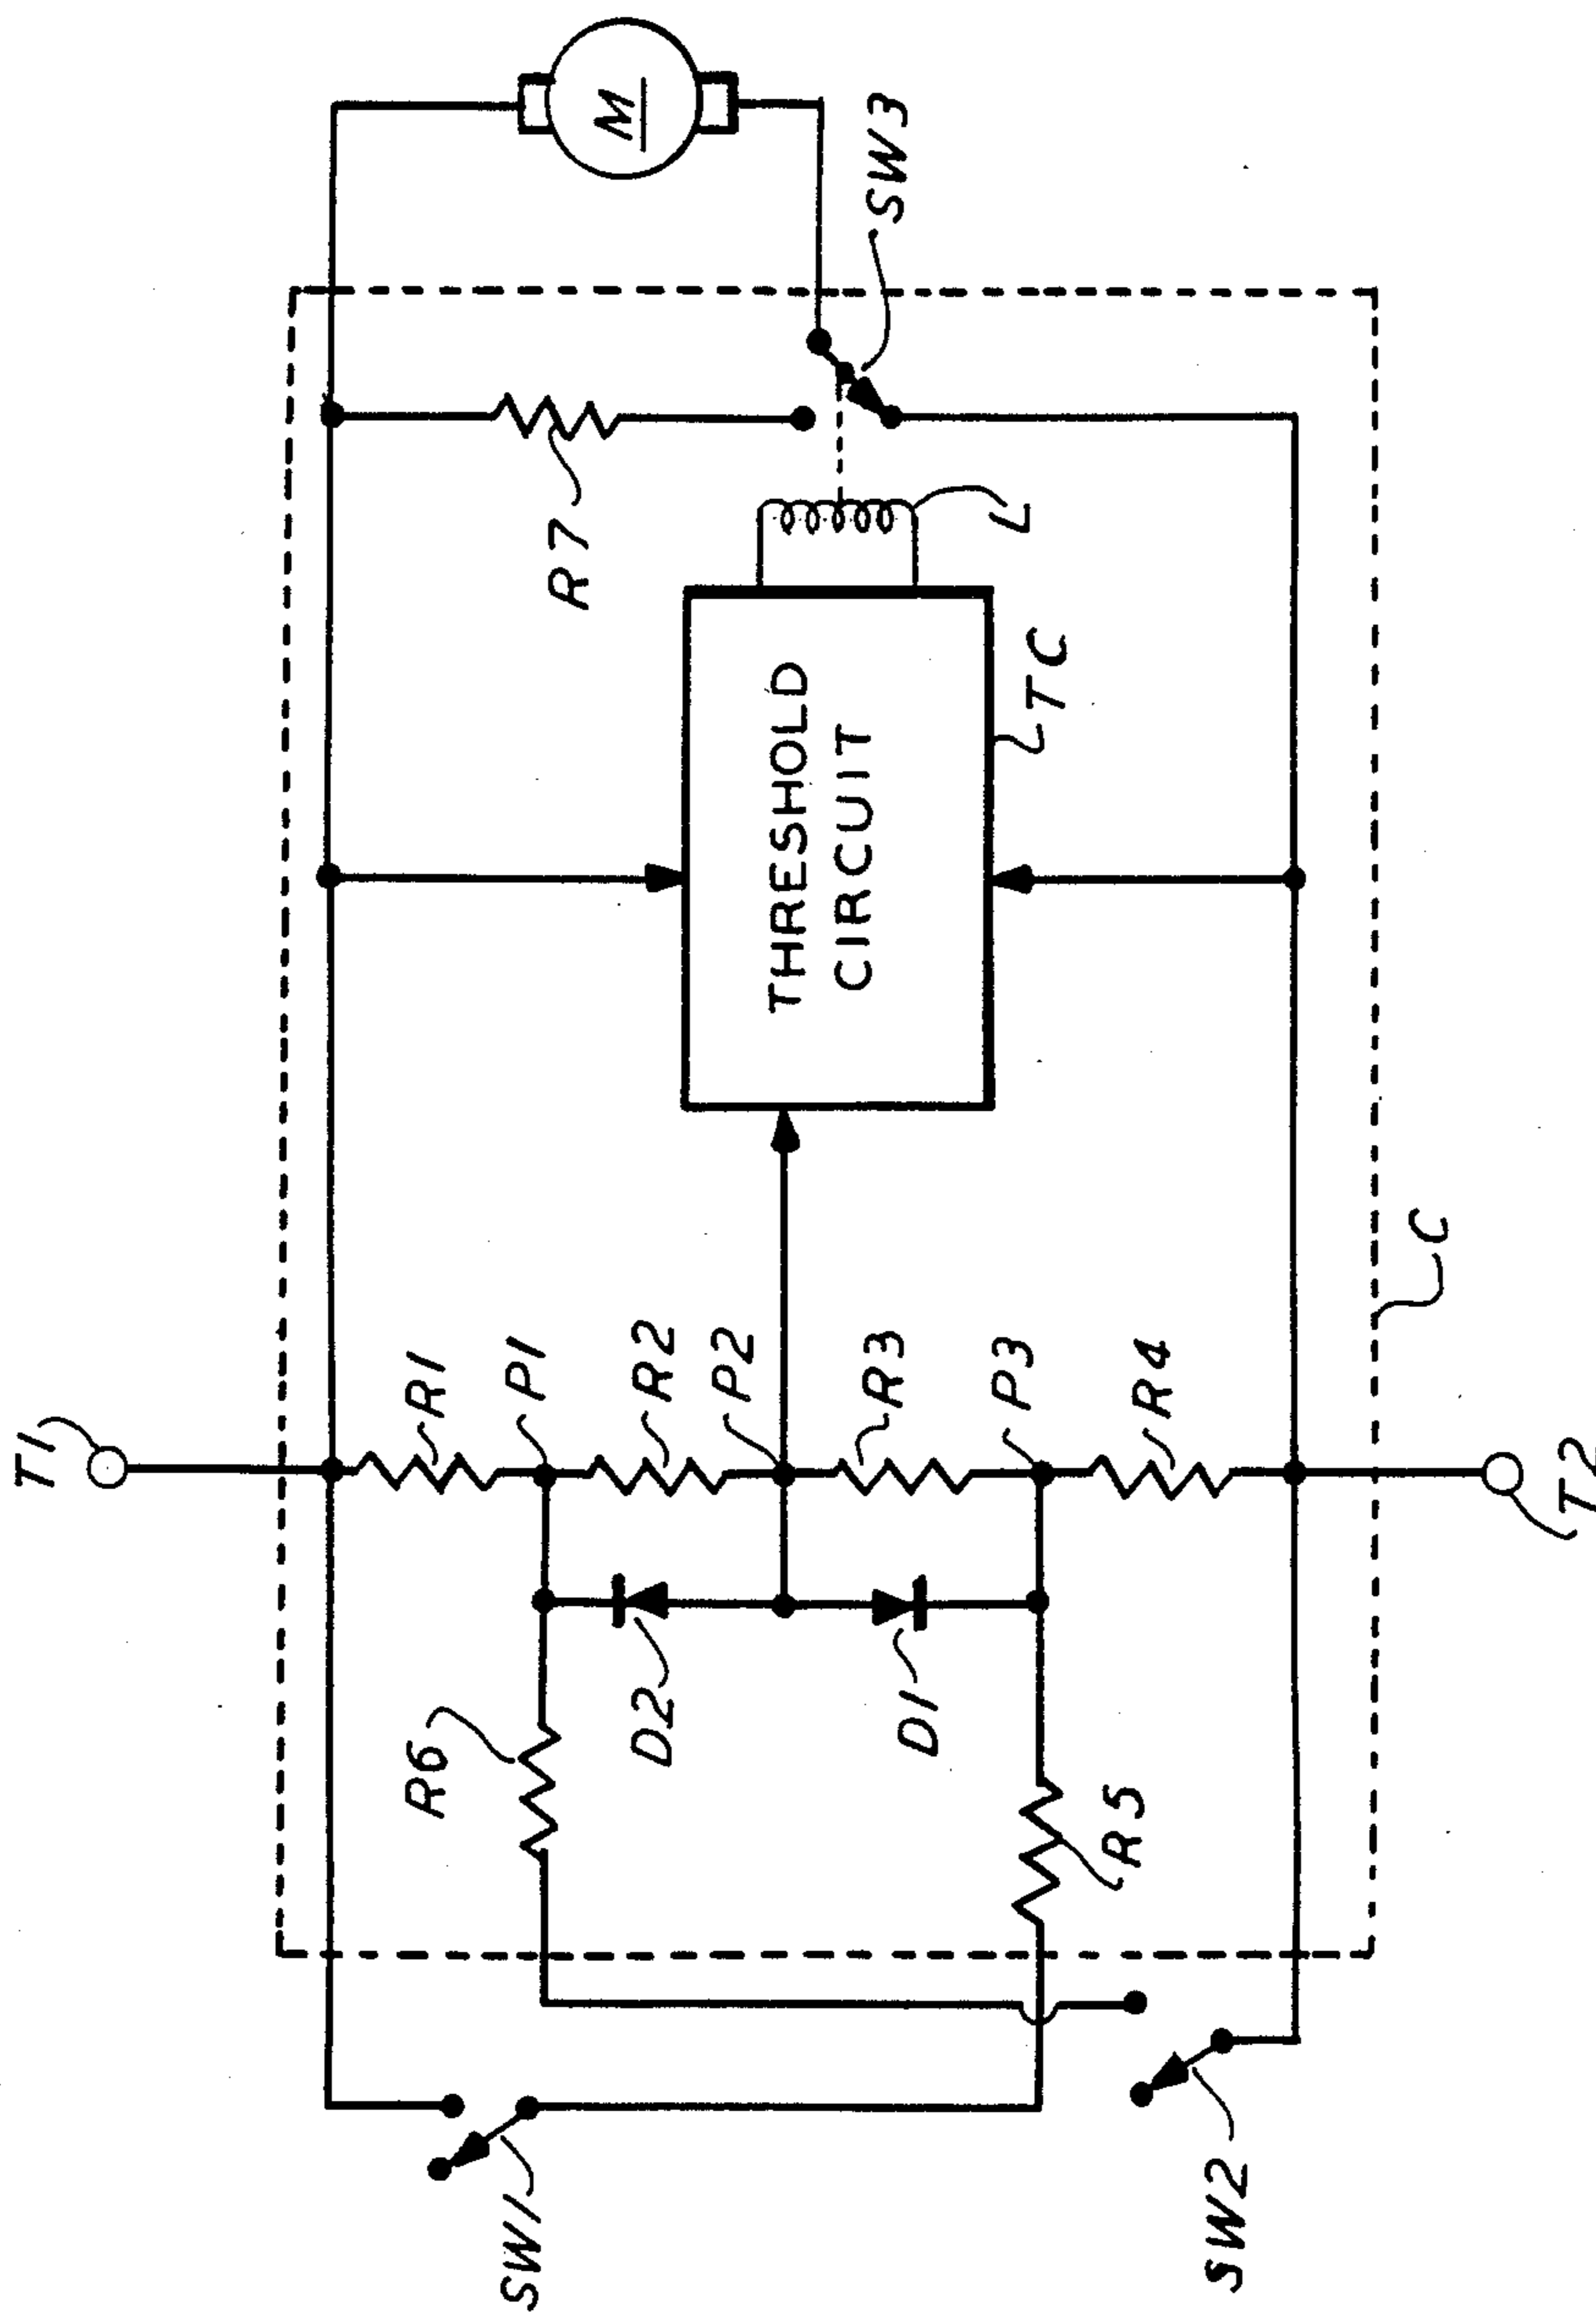 T1
R1
P1
R2
P2
R3
P3
R4
T2
C
R6
D2
D1
R5
SW1
SW2
THRESHOLD
CIRCUIT
TC
L
R7
SW3
M